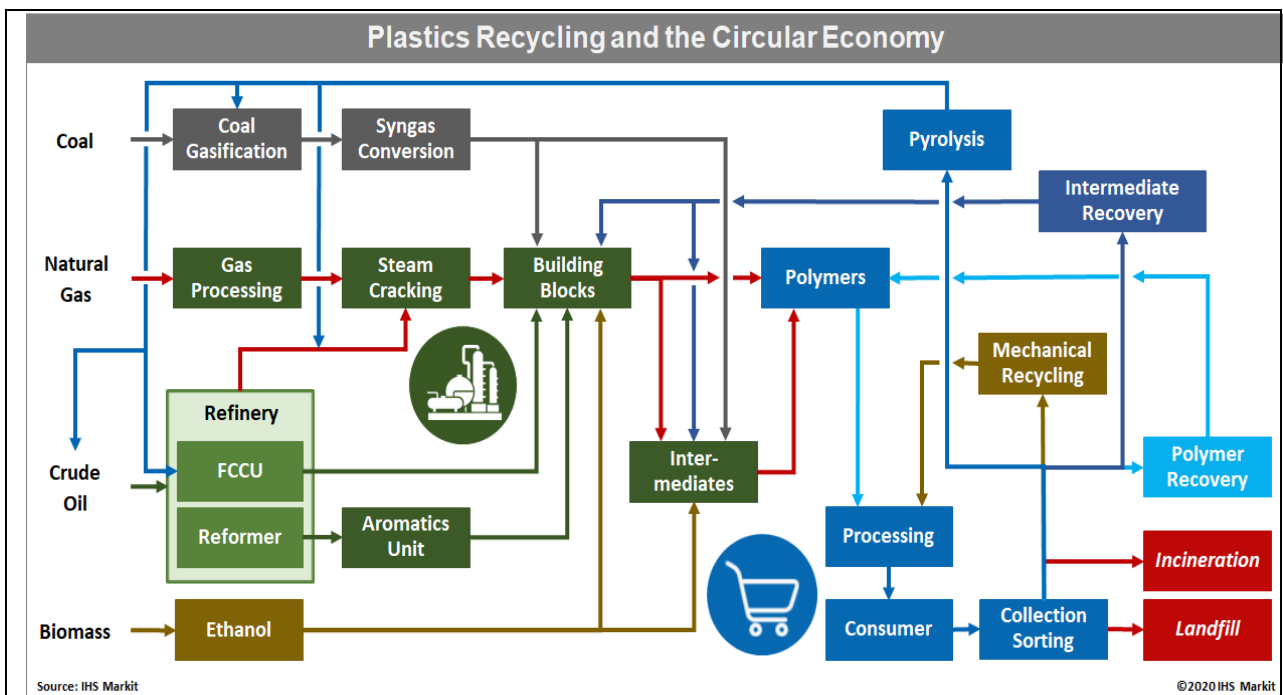 Plastics Recycling and the Circular Economy
Coal
Coal
Gasification
Syngas
Conversion
Pyrolysis
Intermediate
Recovery
Natural
Gas
Gas
Processing
Steam
Cracking
Building
Blocks
Polymers
Mechanical
Recycling
Refinery
FCCU
Crude
Oil
Inter-
mediates
Polymer
Recovery
Reformer
Aromatics
Unit
Processing
Incineration
Biomass
Ethanol
Consumer
Collection
Sorting
Landfill
Source: IHS Markit
©2020 IHS Markit